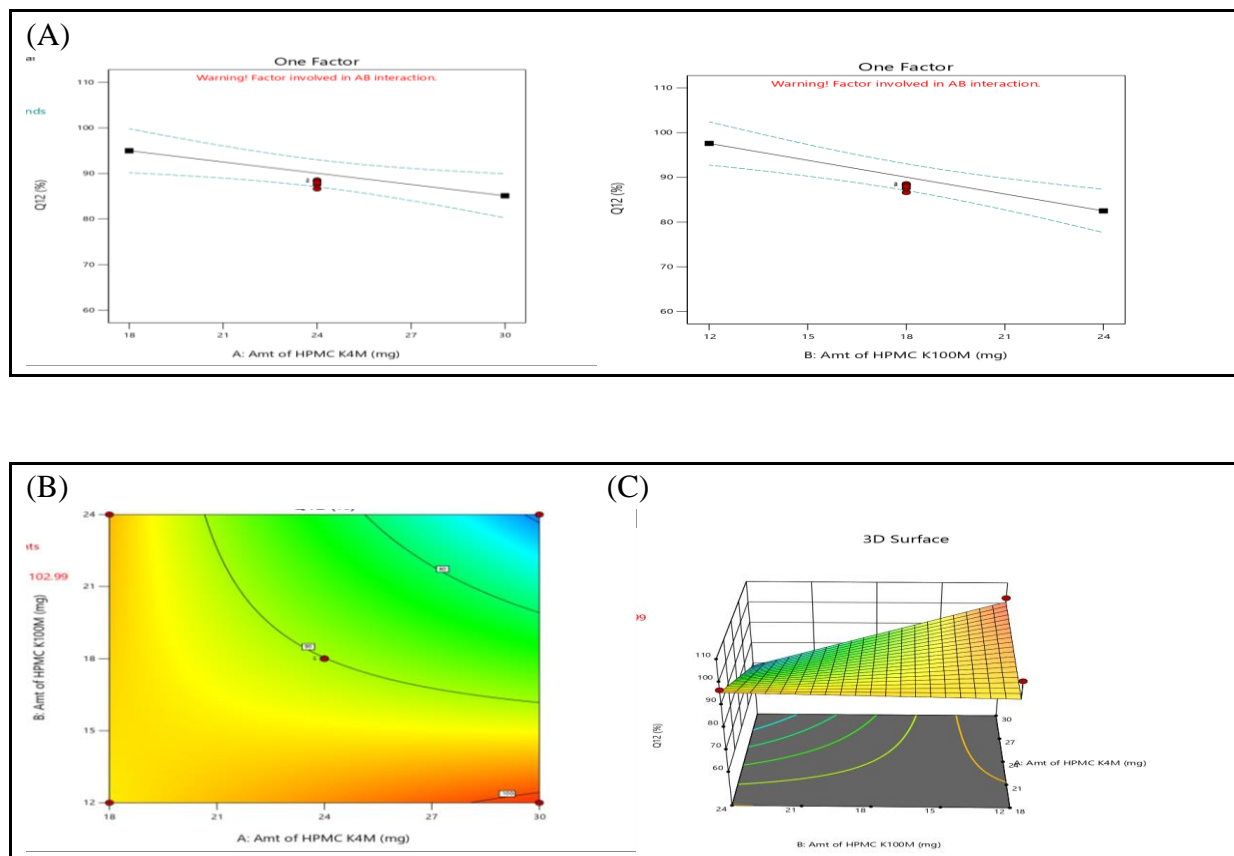 (A)
nds
One Factor
Warning! Factor involved in AB interaction.
110
100
90
80
70
60
Q12 (%)
18
21
24
27
30
A: Amt of HPMC K4M (mg)
One Factor
Warning! Factor involved in AB interaction.
110
100
90
80
70
60
Q12 (%)
12
15
18
21
24
B: Amt of HPMC K100M (mg)
(B)
102.99
24
21
18
15
12
B: Amt of HPMC K100M (mg)
80
90
100
18
21
24
27
30
A: Amt of HPMC K4M (mg)
(C)
3D Surface
110
100
90
80
70
60
Q12 (%)
30
27
24
21
18
A: Amt of HPMC K4M (mg)
24
21
18
15
12
B: Amt of HPMC K100M (mg)